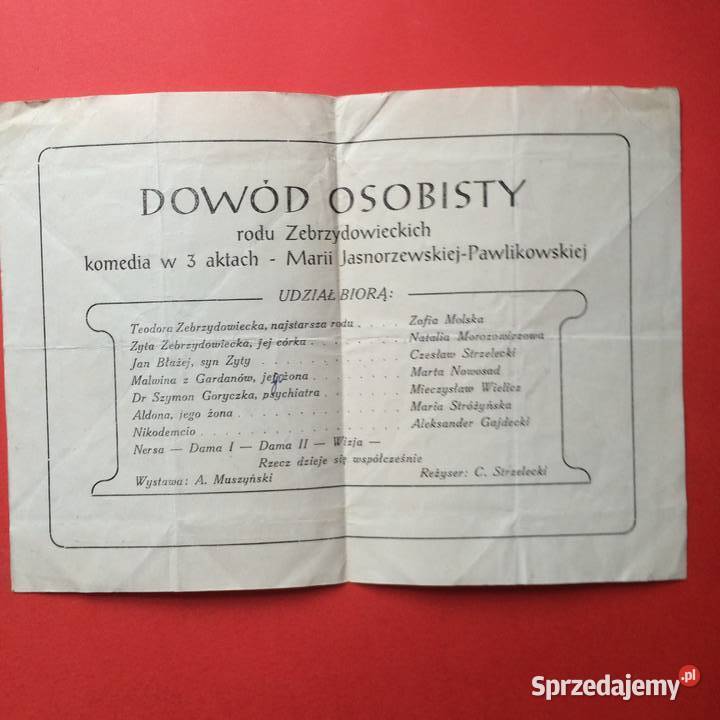 DOWÓD OSOBISTY
rodu Zebrzydowieckich
komedia w 3 aktach - Marii Jasnorzewskiej-Pawlikowskiej
UDZIAŁ BIORĄ:
Teodora Zebrzydowiecka, najstarsza rodu . . . . Zofia Molska
Zyta Zebrzydowiecka, jej córka . . . . . . . . Natalia Morozowiczowa
Jan Błażej, syn Zyty . . . . . . . . . . . . Czesław Strzelecki
Malwina z Gardanów, jego żona . . . . . . . . Marta Nowosad
Dr Szymon Goryczka, psychiatra . . . . . . . Mieczysław Wielicz
Aldona, jego żona . . . . . . . . . . . . . Maria Stróżyńska
Nikodemcio . . . . . . . . . . . . . . . Aleksander Gajdecki
Nersa — Dama I — Dama II — Wizja —
Rzecz dzieje się współcześnie
Wystawa: A. Muszyński Reżyser: C. Strzelecki
Sprzedajemy.pl